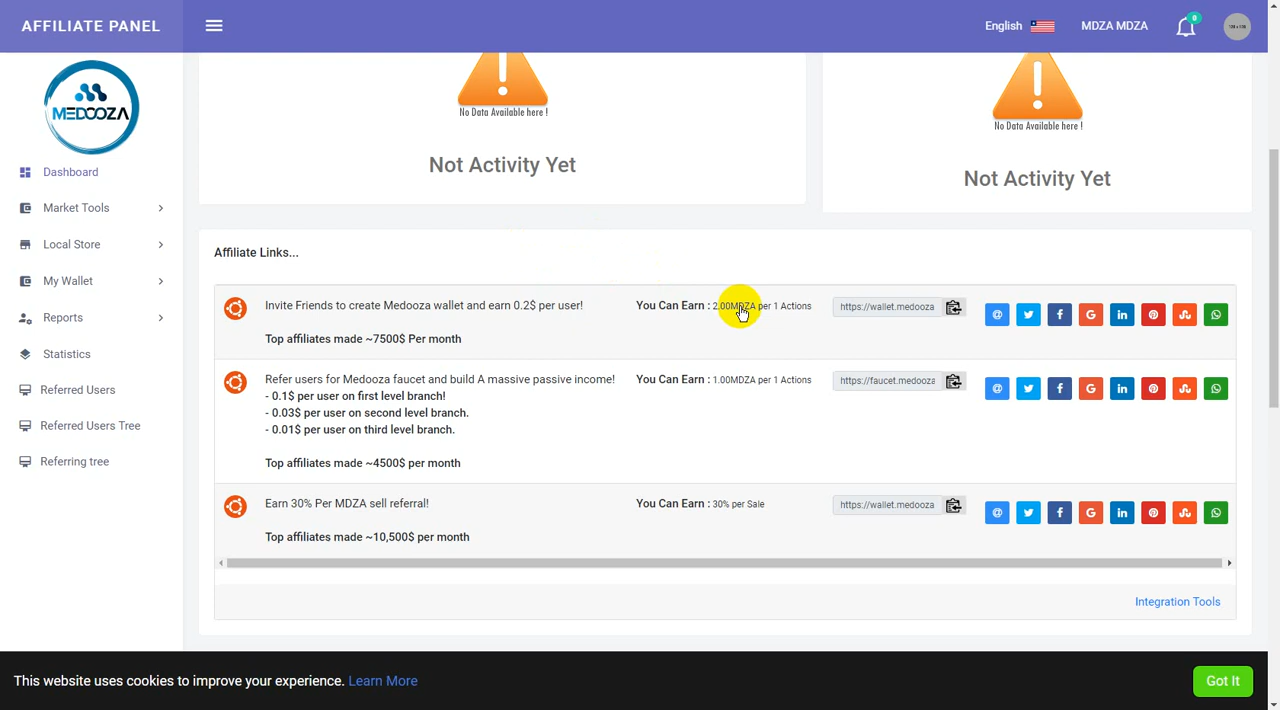 AFFILIATE PANEL
English
MDZA MDZA
0
MEDOOZA
Dashboard
Market Tools
Local Store
My Wallet
Reports
Statistics
Referred Users
Referred Users Tree
Referring tree
No Data Available here !
Not Activity Yet
No Data Available here !
Not Activity Yet
Affiliate Links...
Invite Friends to create Medooza wallet and earn 0.2$ per user!
Top affiliates made ~7500$ Per month
You Can Earn : 2.00MDZA per 1 Actions
https://wallet.medooza
Refer users for Medooza faucet and build A massive passive income!
- 0.1$ per user on first level branch!
- 0.03$ per user on second level branch.
- 0.01$ per user on third level branch.
Top affiliates made ~4500$ per month
You Can Earn : 1.00MDZA per 1 Actions
https://faucet.medooza
Earn 30% Per MDZA sell referral!
Top affiliates made ~10,500$ per month
You Can Earn : 30% per Sale
https://wallet.medooza
Integration Tools
This website uses cookies to improve your experience. Learn More
Got It